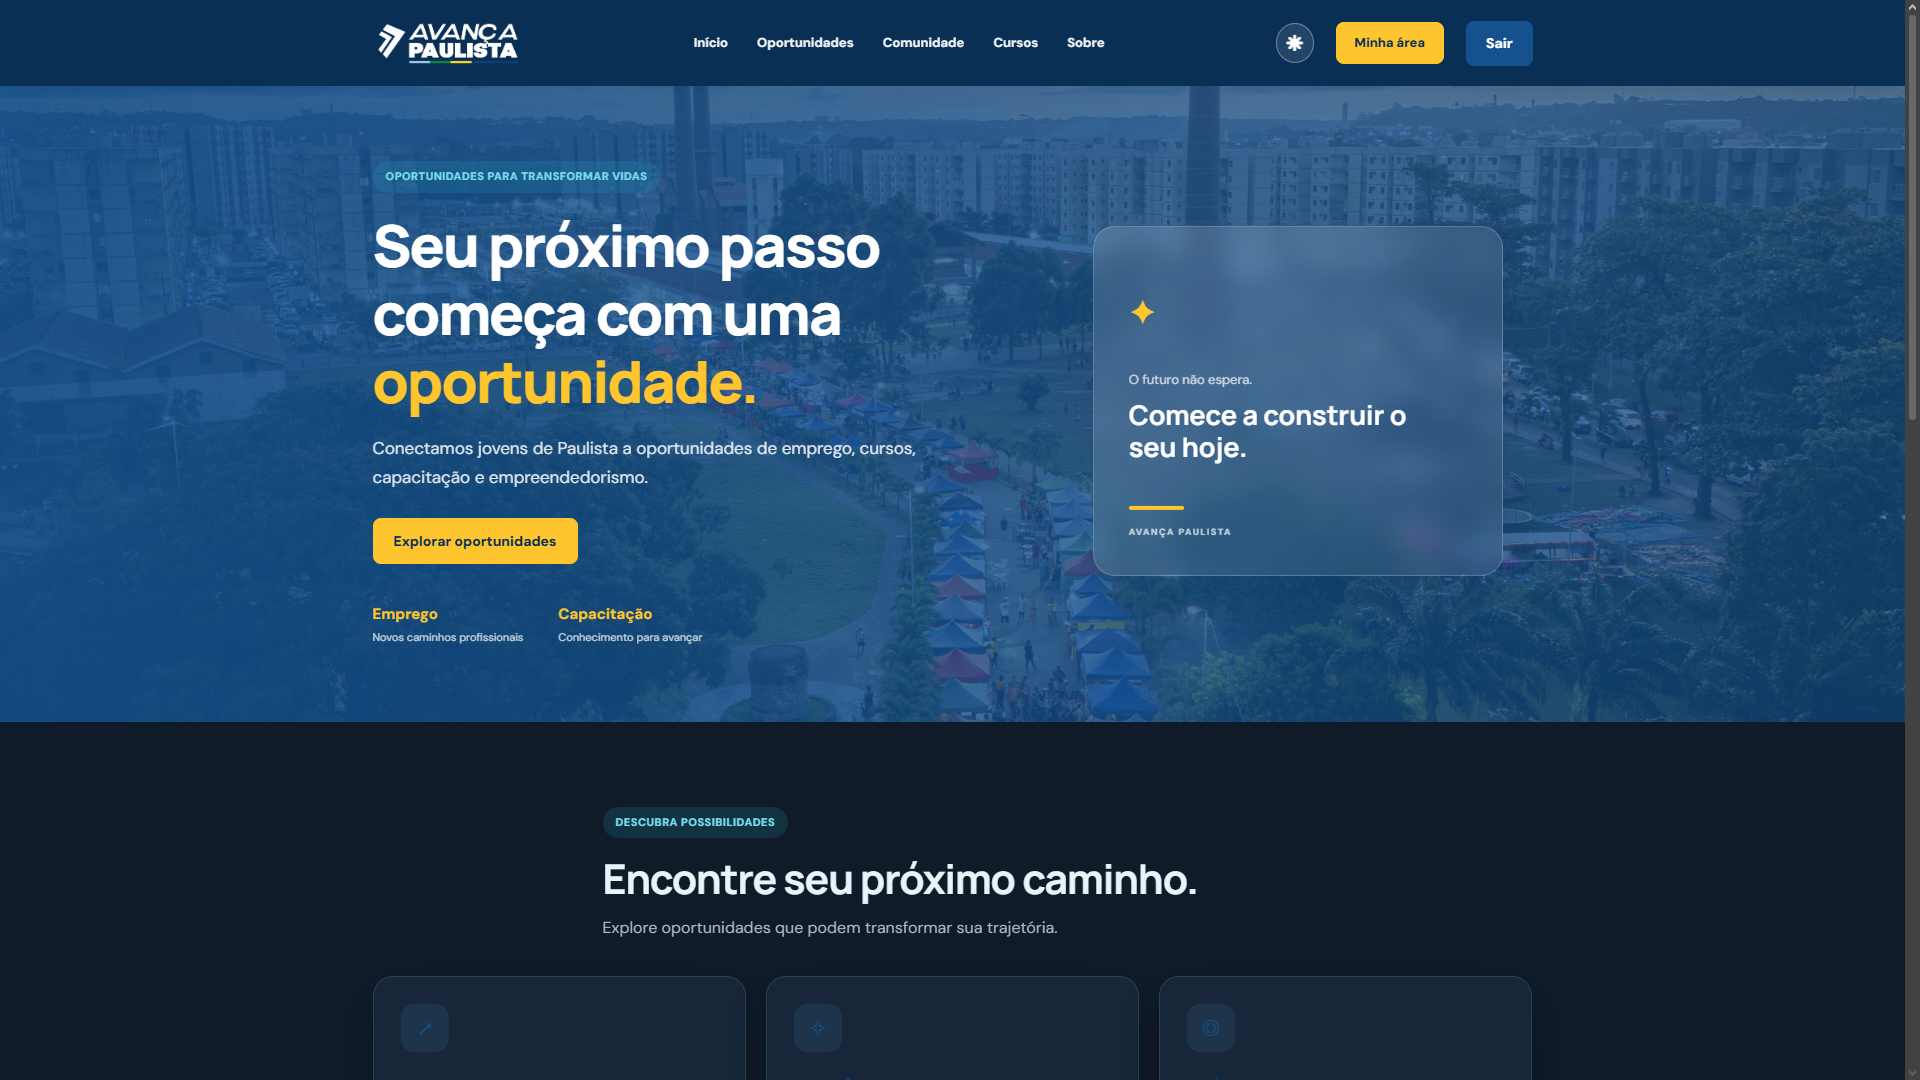 AVANÇA
PAULISTA
Início
Oportunidades
Comunidade
Cursos
Sobre
Minha área
Sair
OPORTUNIDADES PARA TRANSFORMAR VIDAS
Seu próximo passo
começa com uma
oportunidade.
Conectamos jovens de Paulista a oportunidades de emprego, cursos,
capacitação e empreendedorismo.
Explorar oportunidades
Emprego
Novos caminhos profissionais
Capacitação
Conhecimento para avançar
O futuro não espera.
Comece a construir o
seu hoje.
AVANÇA PAULISTA
DESCUBRA POSSIBILIDADES
Encontre seu próximo caminho.
Explore oportunidades que podem transformar sua trajetória.